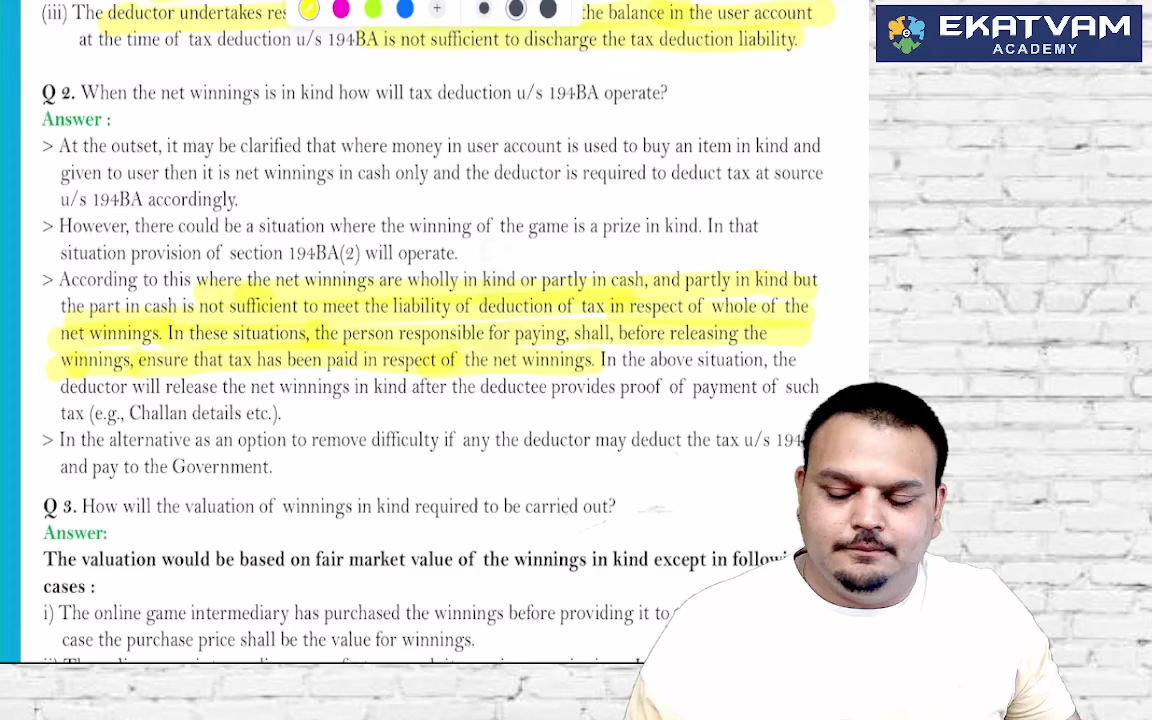 (iii) The deductor undertakes res the balance in the user account
at the time of tax deduction u/s 194BA is not sufficient to discharge the tax deduction liability.
EKATVAM
ACADEMY
Q 2. When the net winnings is in kind how will tax deduction u/s 194BA operate?
Answer :
> At the outset, it may be clarified that where money in user account is used to buy an item in kind and
given to user then it is net winnings in cash only and the deductor is required to deduct tax at source
u/s 194BA accordingly.
> However, there could be a situation where the winning of the game is a prize in kind. In that
situation provision of section 194BA(2) will operate.
> According to this where the net winnings are wholly in kind or partly in cash, and partly in kind but
the part in cash is not sufficient to meet the liability of deduction of tax in respect of whole of the
net winnings. In these situations, the person responsible for paying, shall, before releasing the
winnings, ensure that tax has been paid in respect of the net winnings. In the above situation, the
deductor will release the net winnings in kind after the deductee provides proof of payment of such
tax (e.g., Challan details etc.).
> In the alternative as an option to remove difficulty if any the deductor may deduct the tax u/s 194
and pay to the Government.
Q 3. How will the valuation of winnings in kind required to be carried out?
Answer:
The valuation would be based on fair market value of the winnings in kind except in follow
cases :
i) The online game intermediary has purchased the winnings before providing it to
case the purchase price shall be the value for winnings.